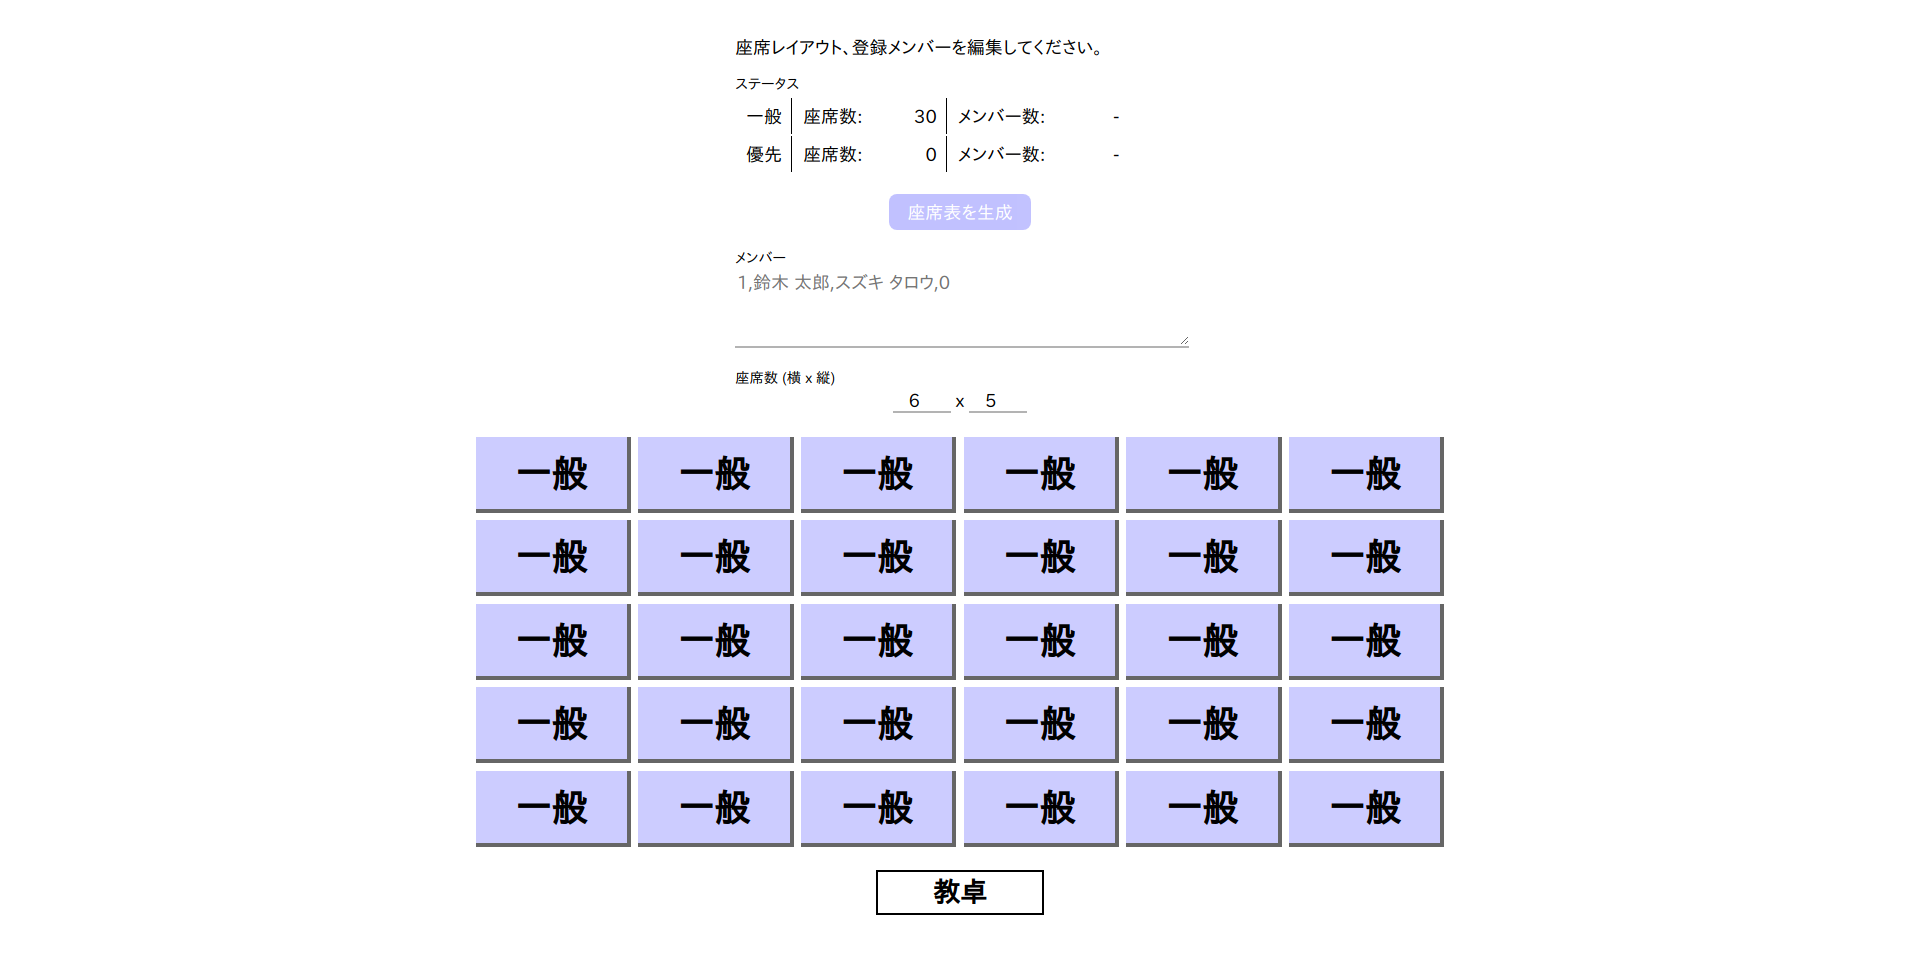 座席レイアウト、登録メンバーを編集してください。
ステータス
一般 座席数: 30 メンバー数: -
優先 座席数: 0 メンバー数: -
座席表を生成
メンバー
1,鈴木 太郎,スズキ タロウ,0
座席数 (横 x 縦)
6 x 5
一般 一般 一般 一般 一般 一般
一般 一般 一般 一般 一般 一般
一般 一般 一般 一般 一般 一般
一般 一般 一般 一般 一般 一般
一般 一般 一般 一般 一般 一般
教卓